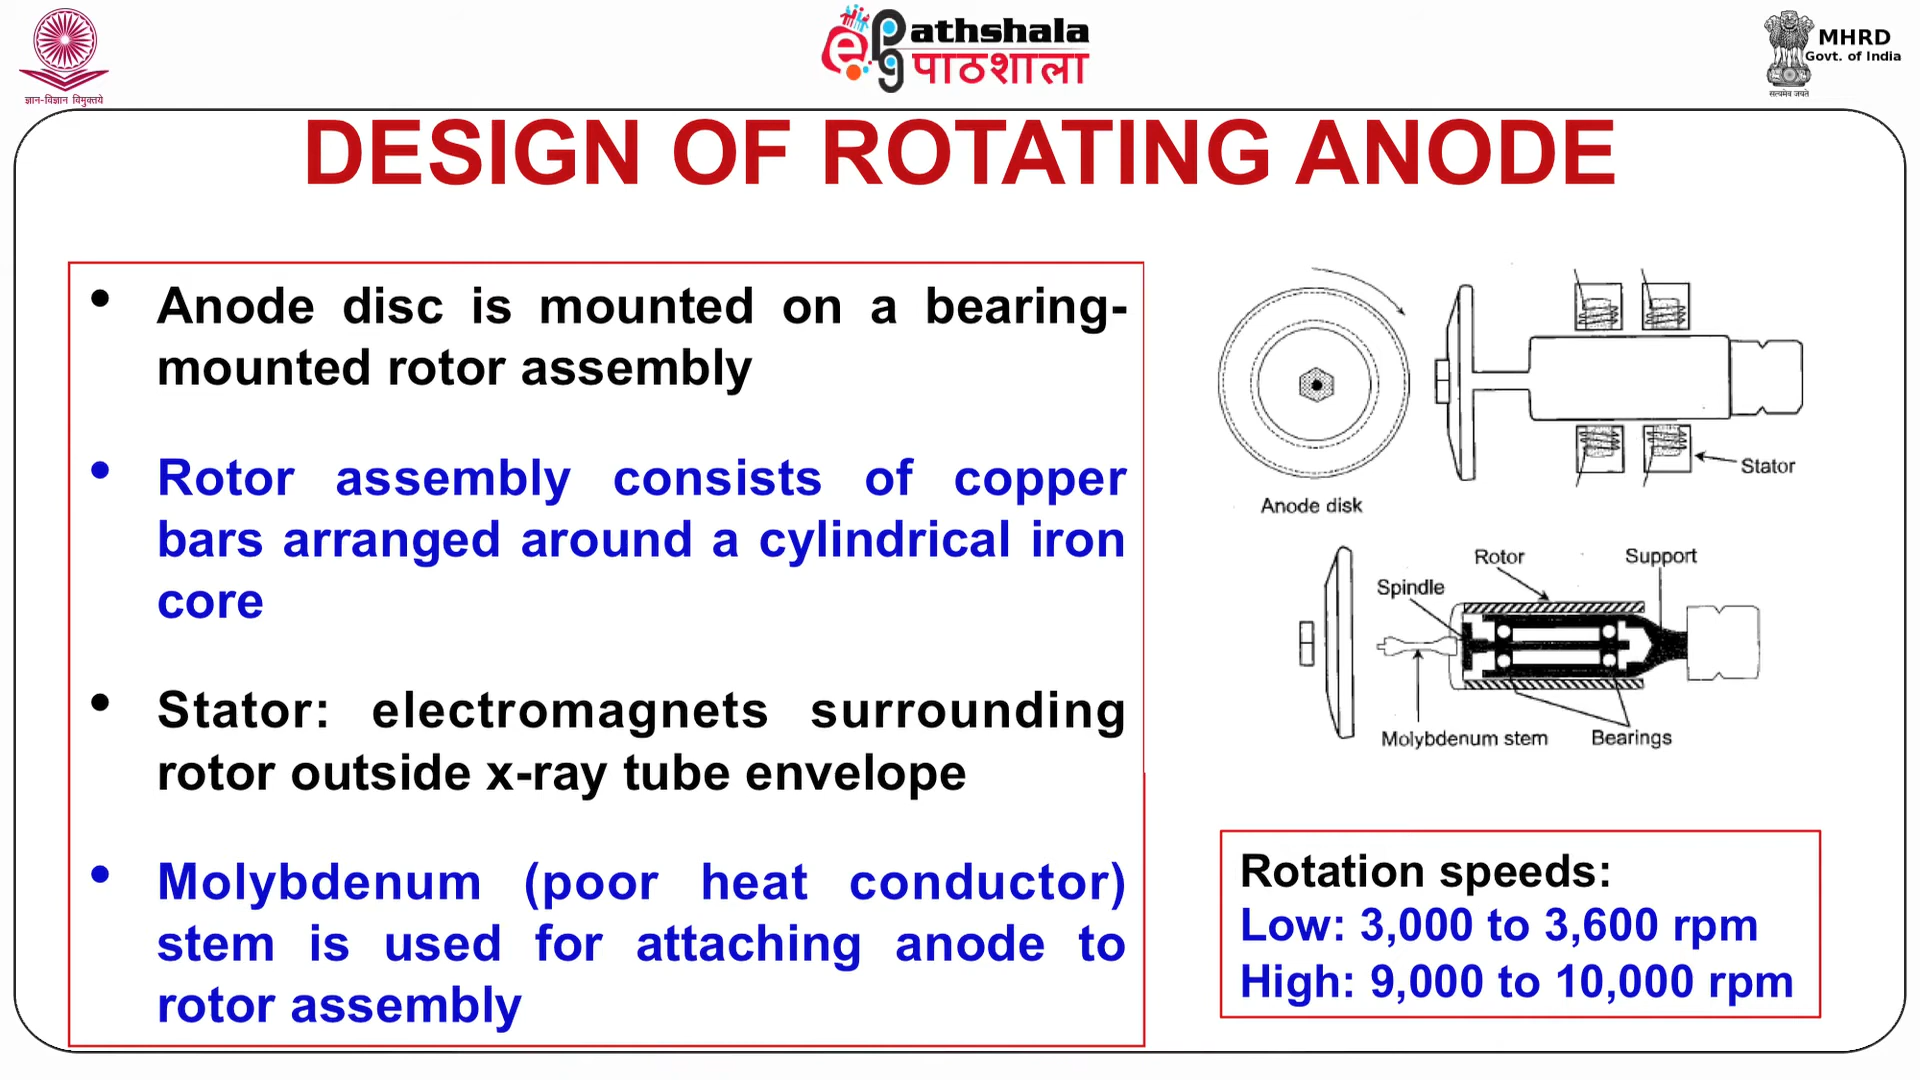 ज्ञान-विज्ञान विमुक्तये
ePG athshala
पाठशाला
MHRD
Govt. of India
सत्यमेव जयते
DESIGN OF ROTATING ANODE
• Anode disc is mounted on a bearing-
mounted rotor assembly
• Rotor assembly consists of copper
bars arranged around a cylindrical iron
core
• Stator: electromagnets surrounding
rotor outside x-ray tube envelope
• Molybdenum (poor heat conductor)
stem is used for attaching anode to
rotor assembly
Stator
Anode disk
Rotor
Support
Spindle
Molybdenum stem
Bearings
Rotation speeds:
Low: 3,000 to 3,600 rpm
High: 9,000 to 10,000 rpm